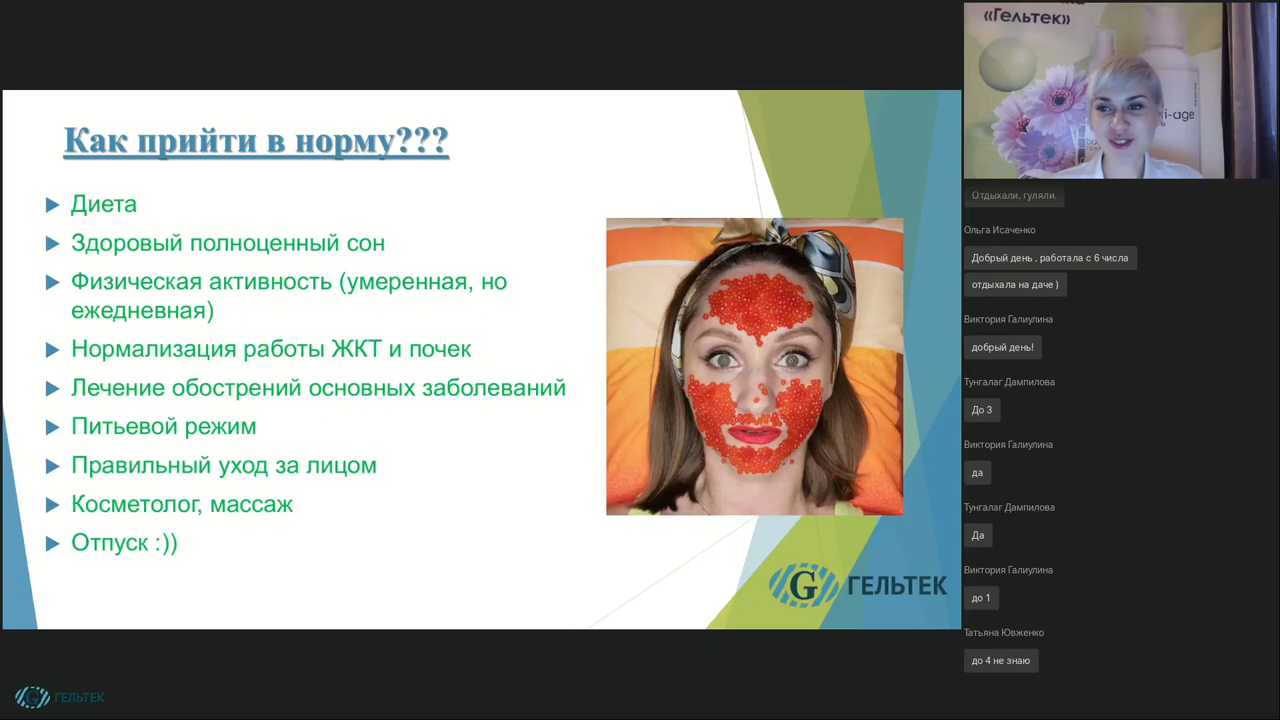 Как прийти в норму???
Диета
Здоровый полноценный сон
Физическая активность (умеренная, но
ежедневная)
Нормализация работы ЖКТ и почек
Лечение обострений основных заболеваний
Питьевой режим
Правильный уход за лицом
Косметолог, массаж
Отпуск :))
G ГЕЛЬТЕК
G ГЕЛЬТЕК
«Гельтек»
i-age
Отдыхали, гуляли.
Ольга Исаченко
Добрый день , работала с 6 числа
отдыхала на даче )
Виктория Галиулина
добрый день!
Тунгалаг Дампилова
До 3
Виктория Галиулина
да
Тунгалаг Дампилова
Да
Виктория Галиулина
до 1
Татьяна Ювженко
до 4 не знаю